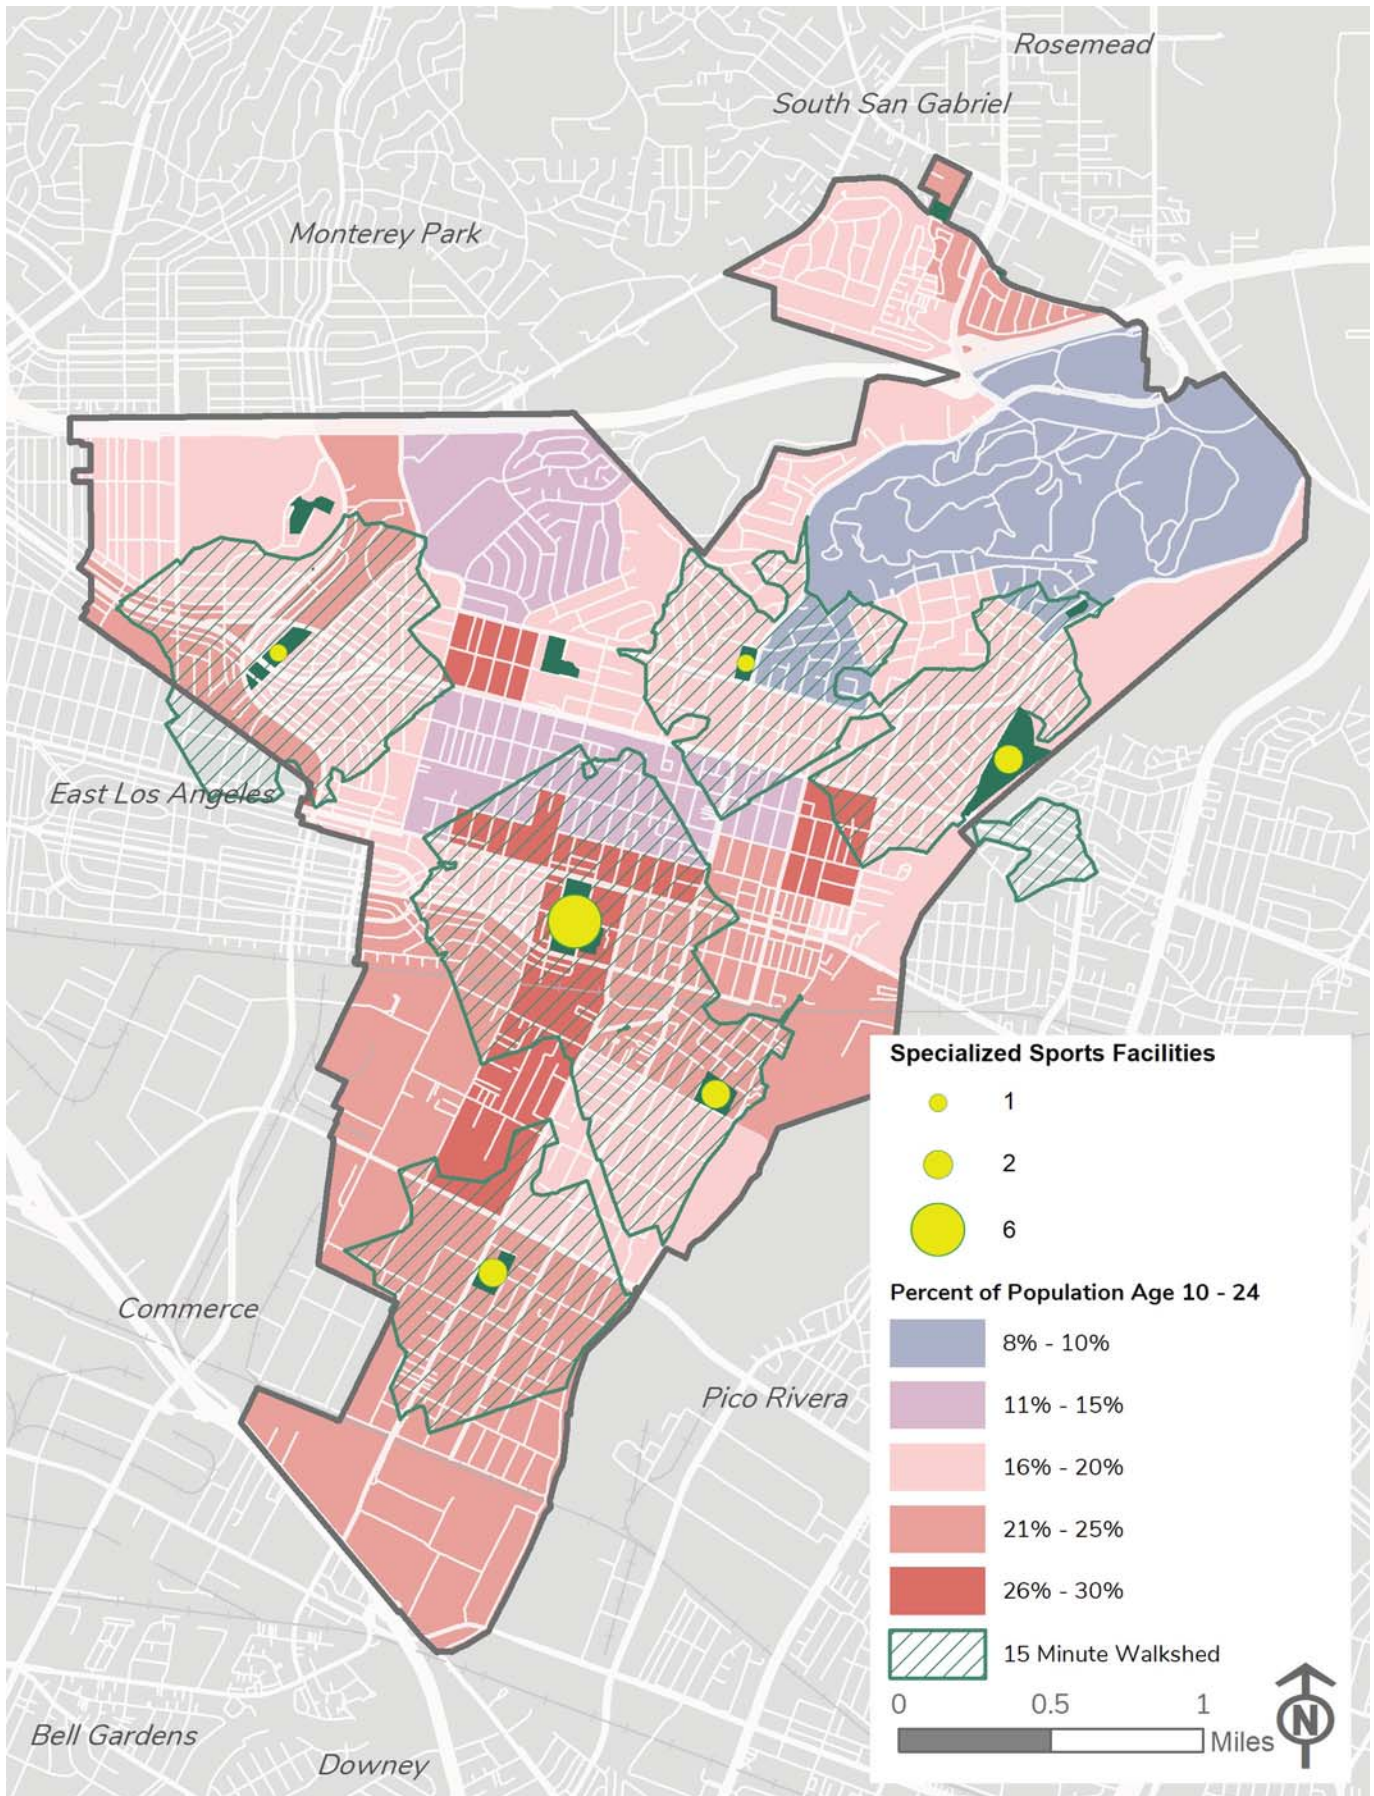 Rosemead
South San Gabriel
Monterey Park
East Los Angeles
Specialized Sports Facilities
1
2
6
Percent of Population Age 10 - 24
8% - 10%
11% - 15%
16% - 20%
21% - 25%
26% - 30%
15 Minute Walkshed
0 0.5 1
Miles
N
Commerce
Pico Rivera
Bell Gardens
Downey